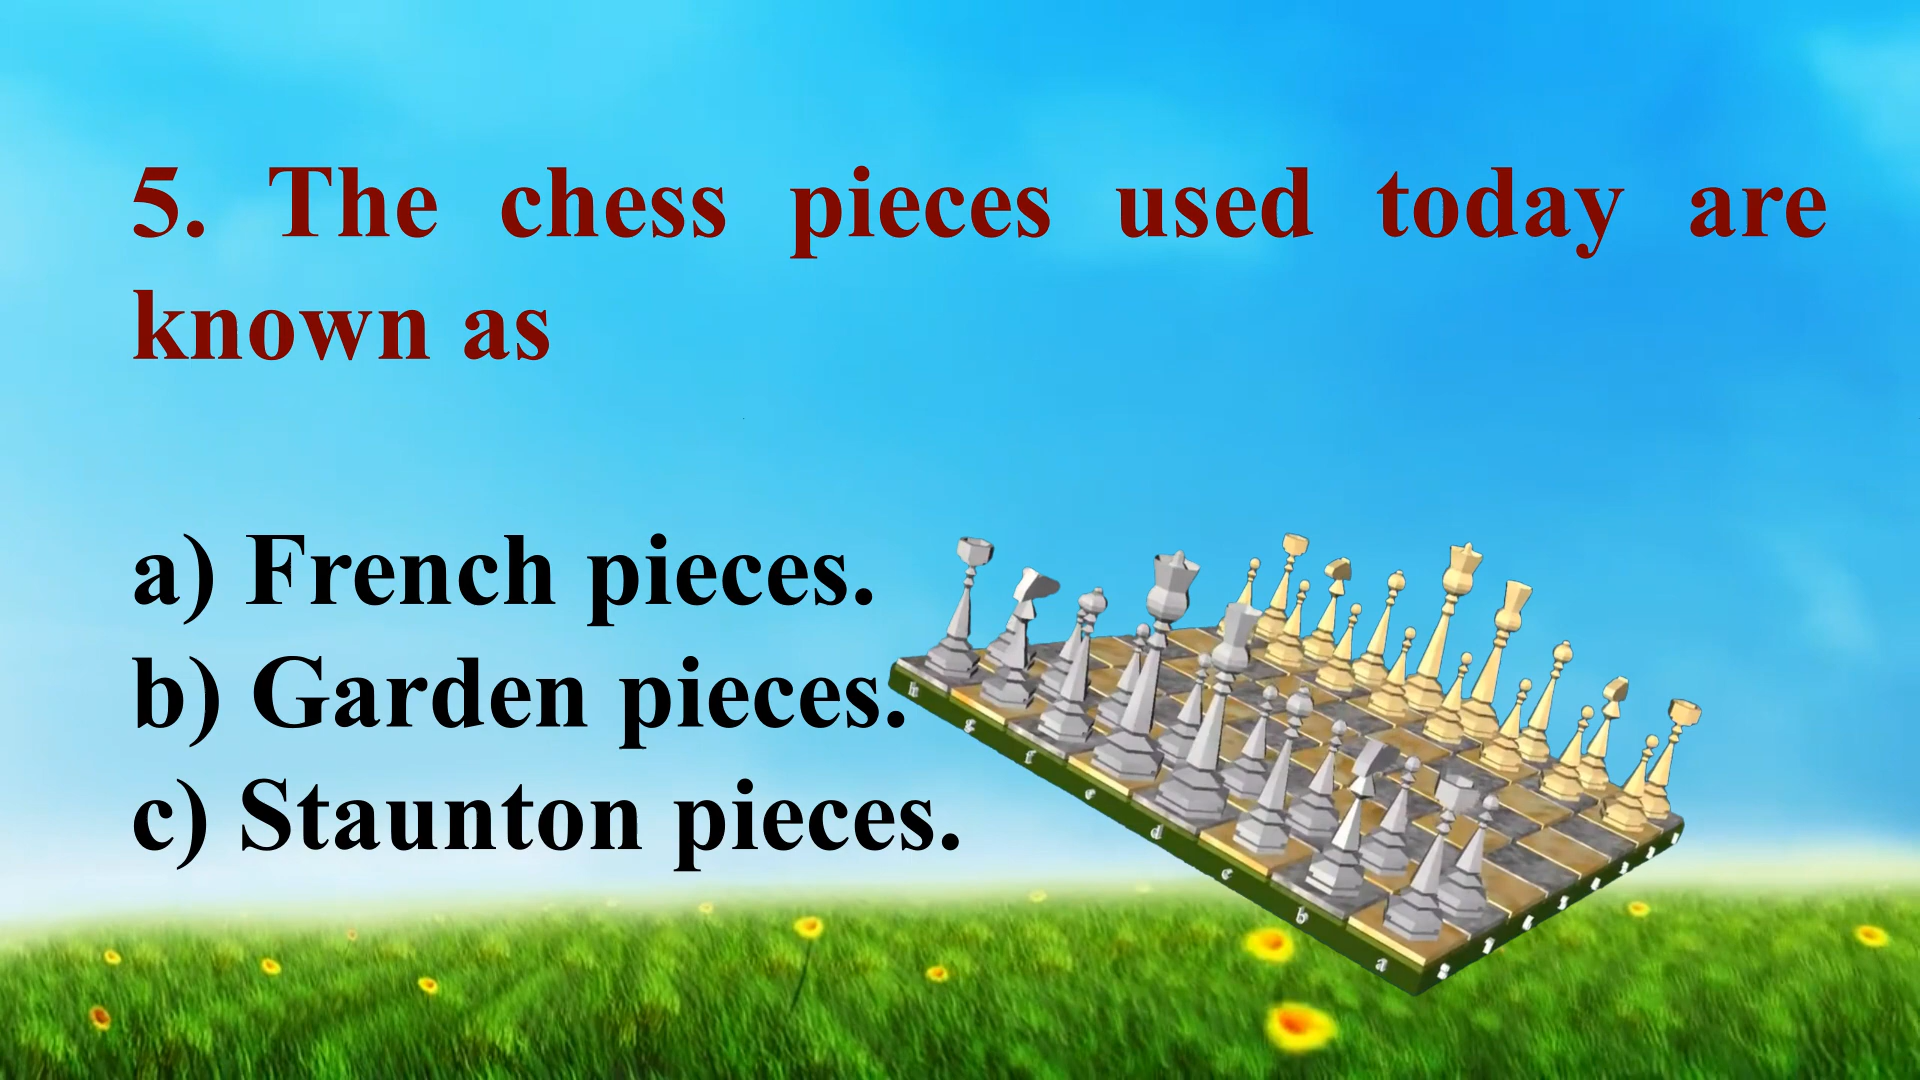 5. The chess pieces used today are
known as
a) French pieces.
b) Garden pieces.
c) Staunton pieces.
h
g
f
e
d
c
b
a